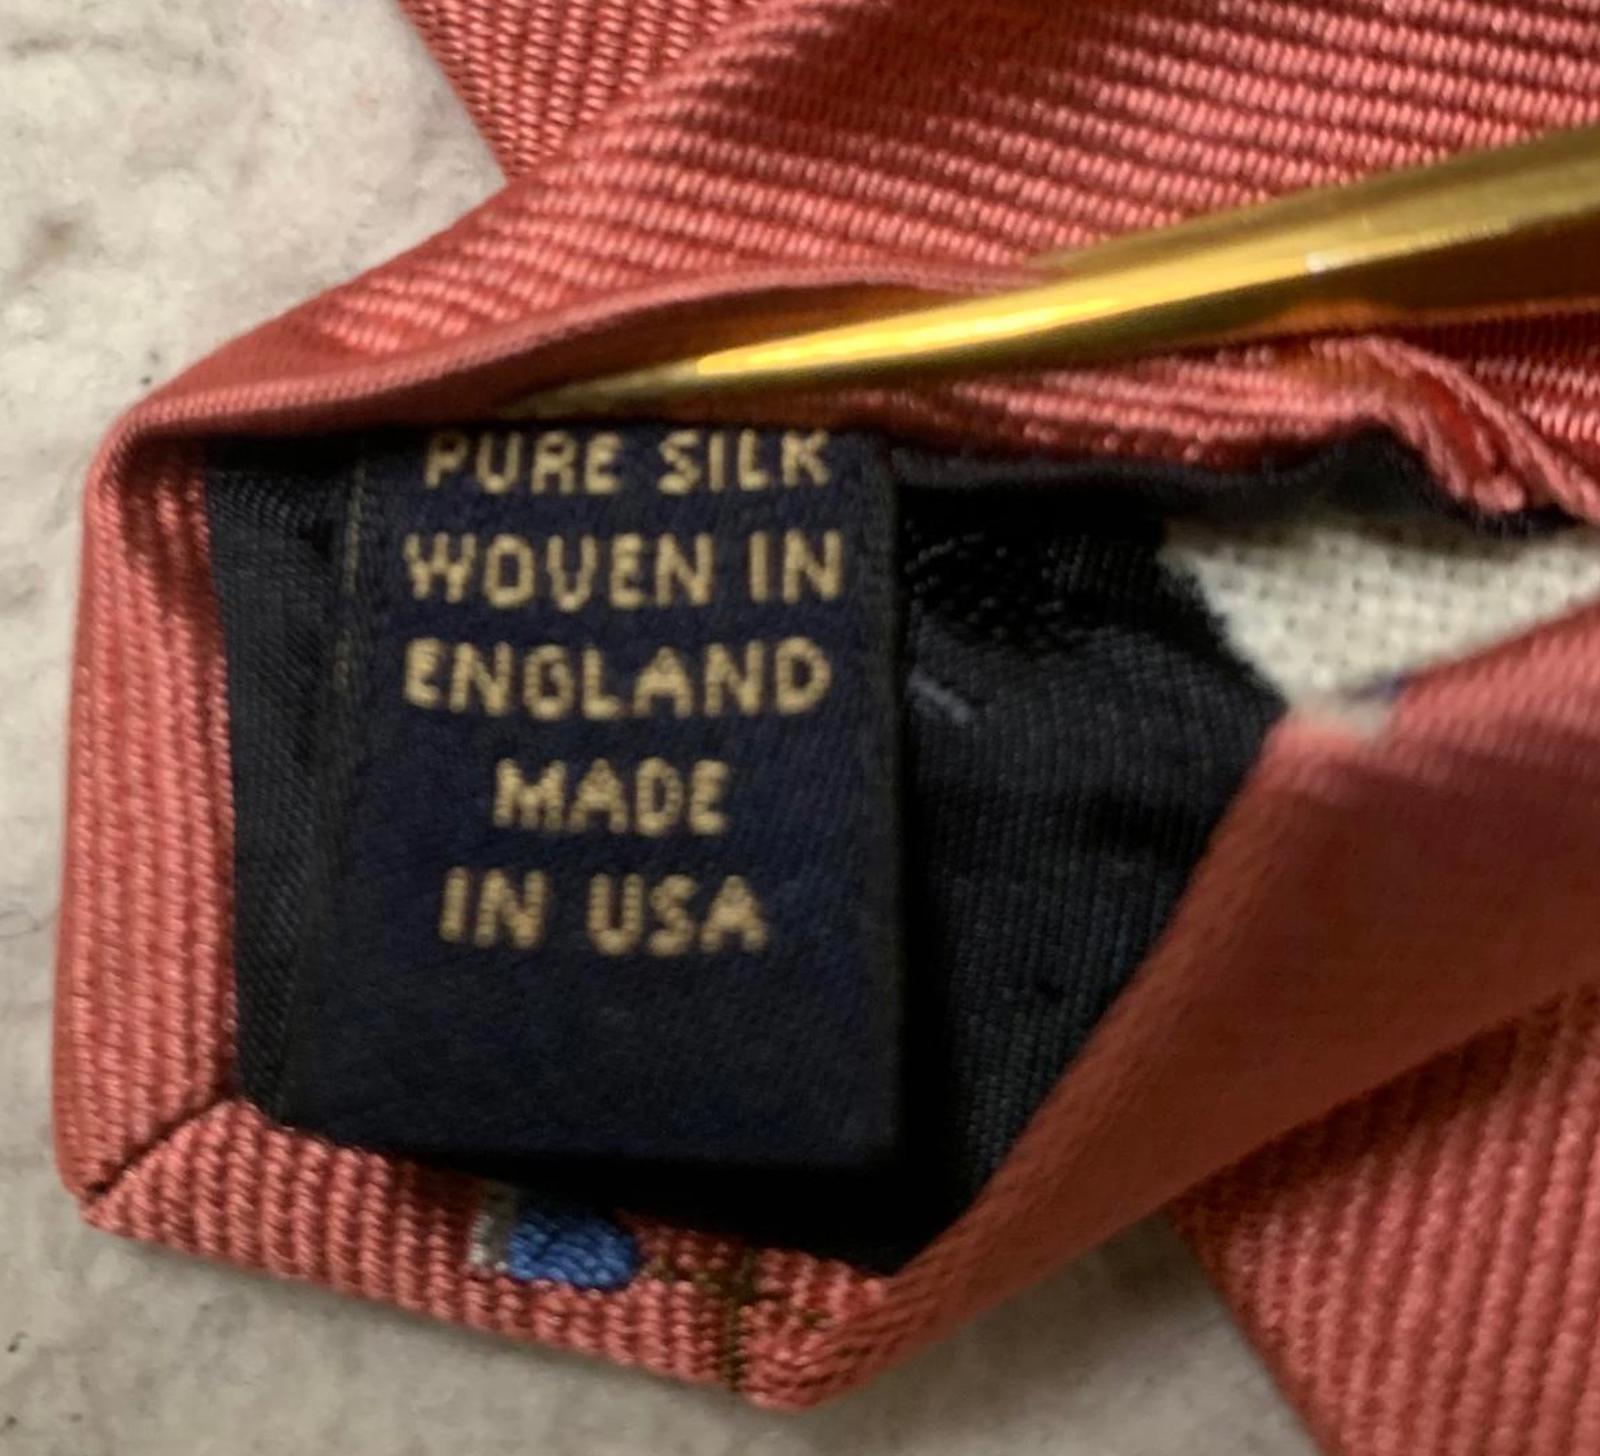 PURE SILK
WOVEN IN
ENGLAND
MADE
IN USA